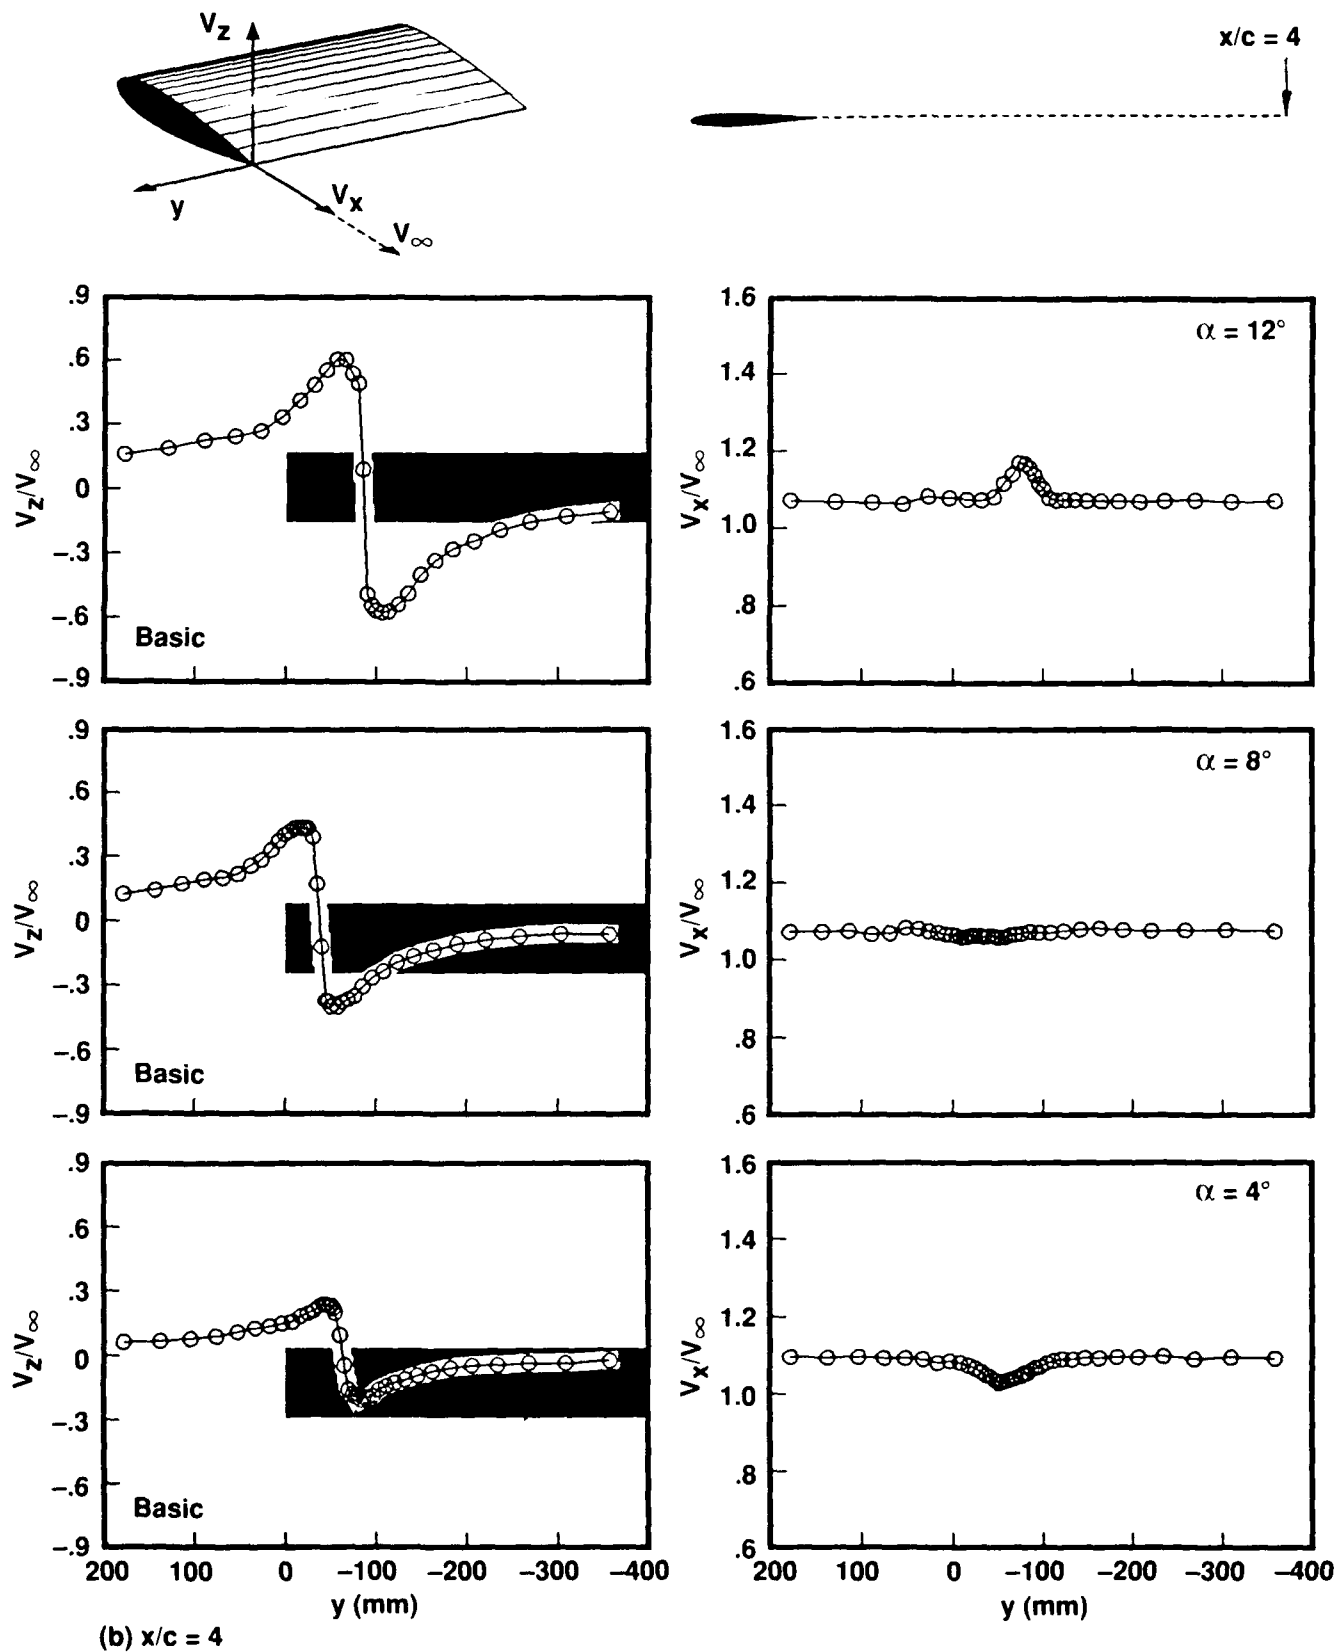 V_z
x/c = 4
V_x
y
V_∞
.9
.6
.3
0
–.3
–.6
–.9
V_z/V_∞
Basic
1.6
1.4
1.2
1.0
.8
.6
V_x/V_∞
α = 12°
.9
.6
.3
0
–.3
–.6
–.9
V_z/V_∞
Basic
1.6
1.4
1.2
1.0
.8
.6
V_x/V_∞
α = 8°
.9
.6
.3
0
–.3
–.6
–.9
V_z/V_∞
Basic
200 100 0 –100 –200 –300 –400
y (mm)
1.6
1.4
1.2
1.0
.8
.6
V_x/V_∞
α = 4°
200 100 0 –100 –200 –300 –400
y (mm)
(b) x/c = 4